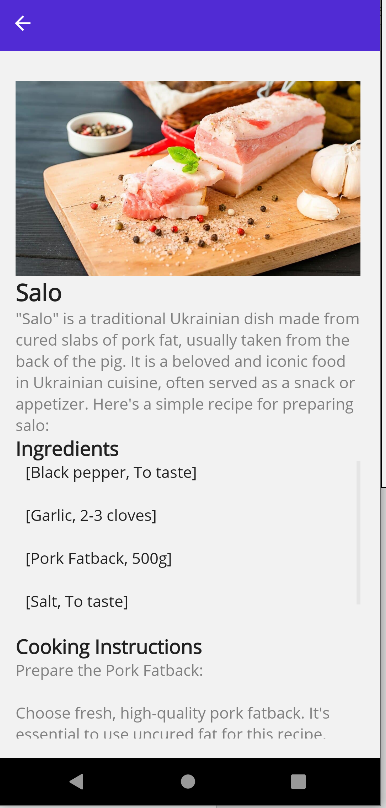 Salo
"Salo" is a traditional Ukrainian dish made from
cured slabs of pork fat, usually taken from the
back of the pig. It is a beloved and iconic food
in Ukrainian cuisine, often served as a snack or
appetizer. Here's a simple recipe for preparing
salo:
Ingredients
[Black pepper, To taste]
[Garlic, 2-3 cloves]
[Pork Fatback, 500g]
[Salt, To taste]
Cooking Instructions
Prepare the Pork Fatback:
Choose fresh, high-quality pork fatback. It's
essential to use uncured fat for this recipe.